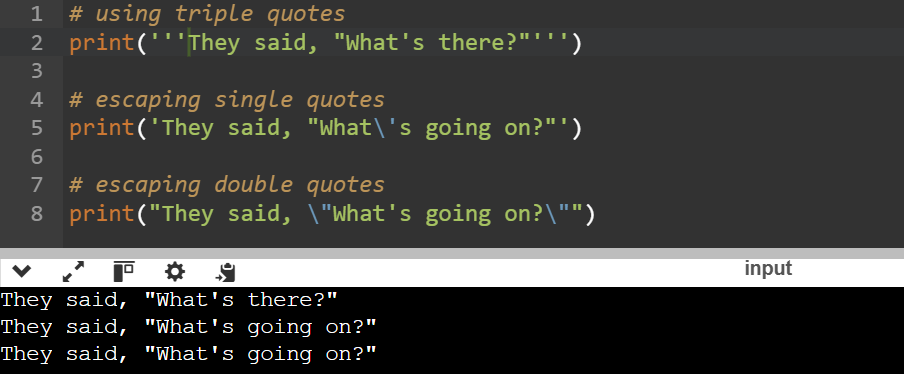 1 # using triple quotes
2 print('''They said, "What's there?"''')
3
4 # escaping single quotes
5 print('They said, "What\'s going on?"')
6
7 # escaping double quotes
8 print("They said, \"What's going on?\"")
input
They said, "What's there?"
They said, "What's going on?"
They said, "What's going on?"